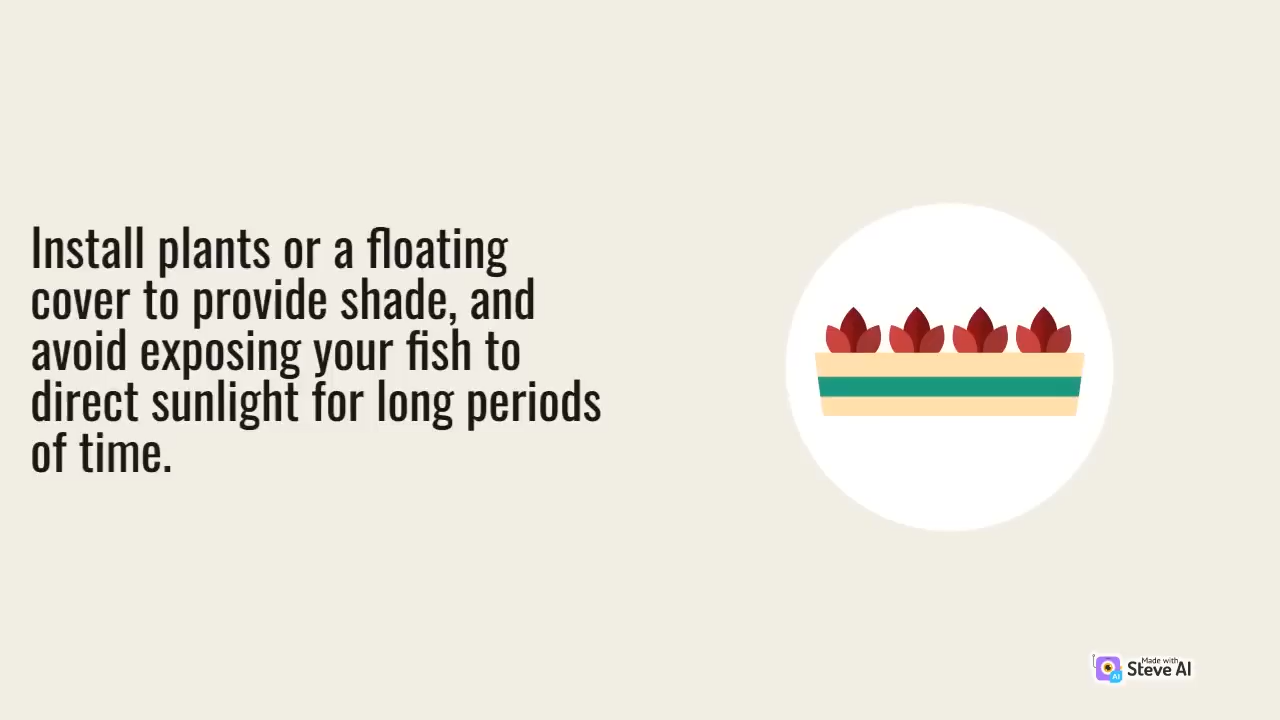 Install plants or a floating
cover to provide shade, and
avoid exposing your fish to
direct sunlight for long periods
of time.
Made with
Steve AI
AI